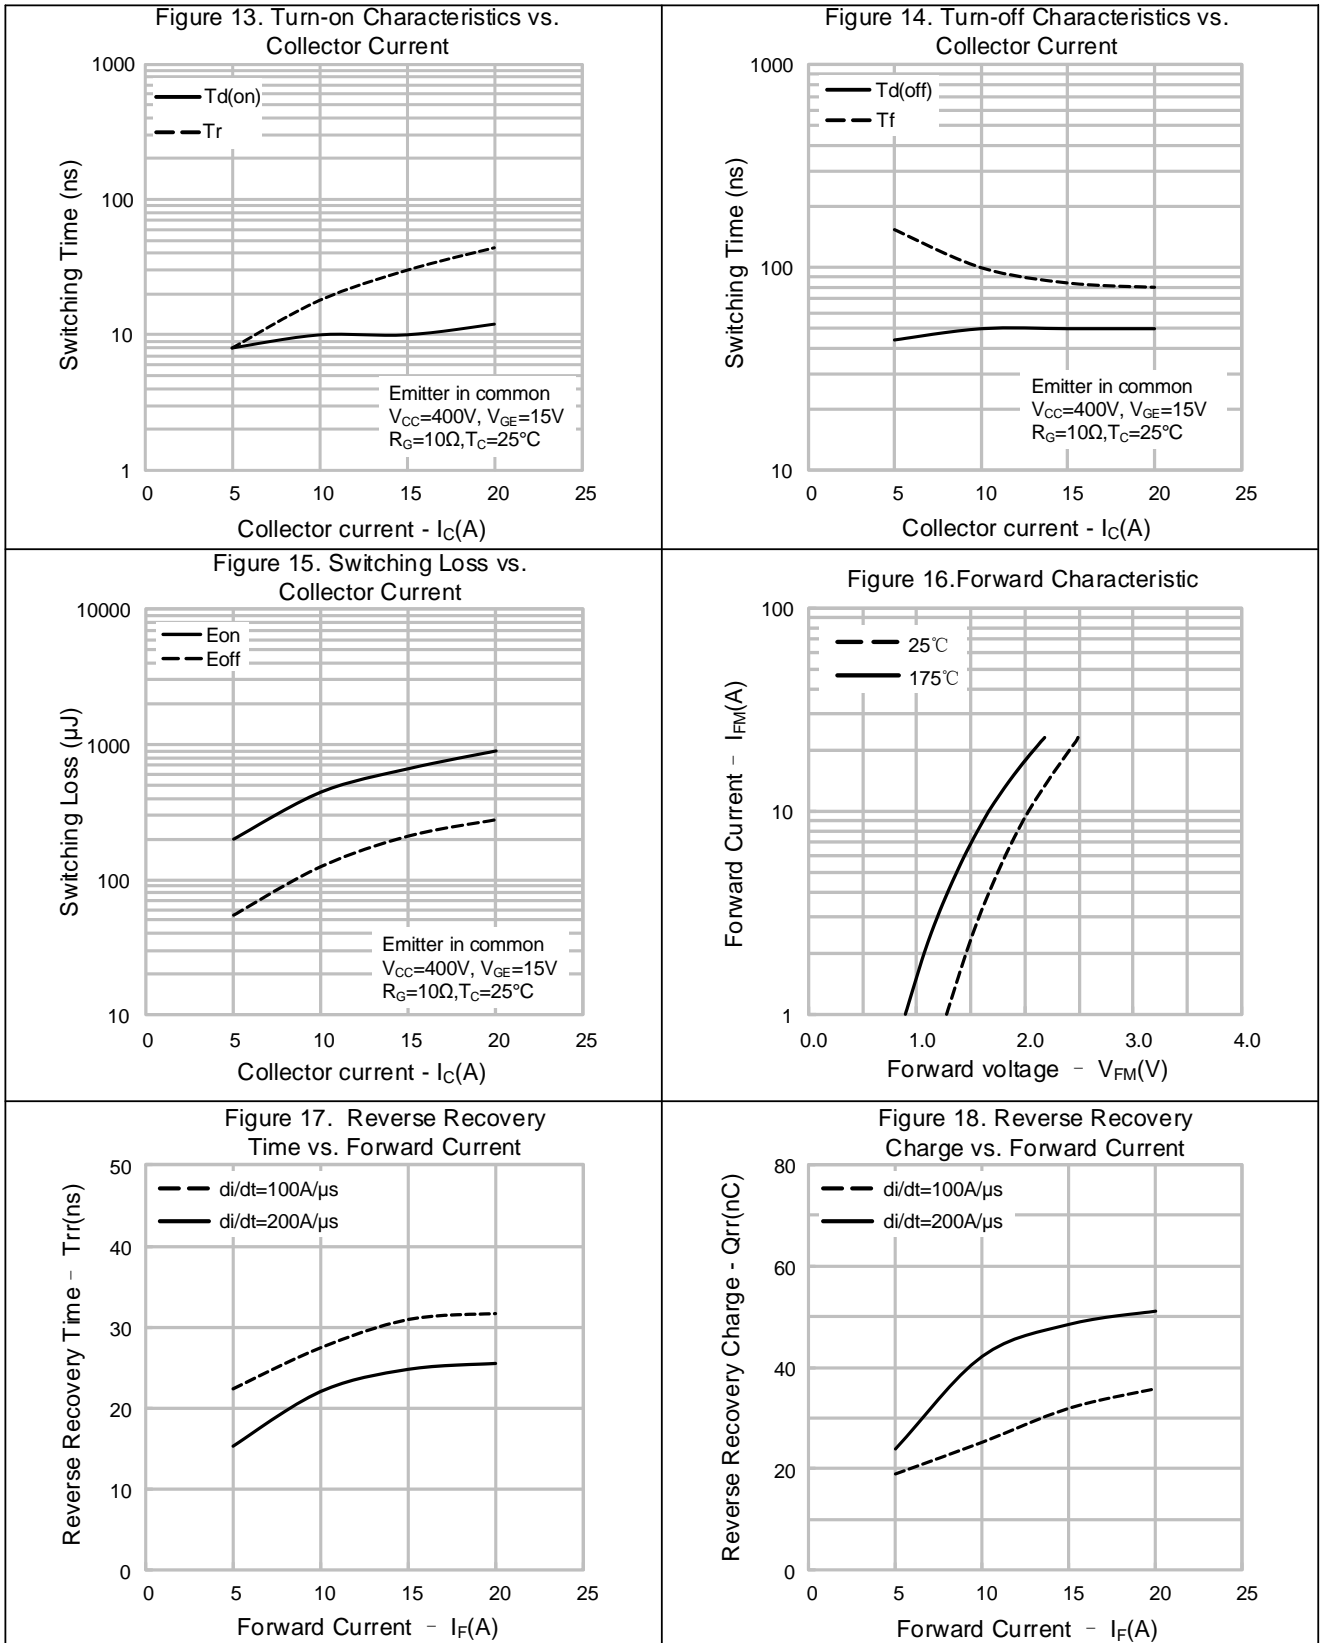 Figure 13. Turn-on Characteristics vs.
Collector Current
1000
100
10
1
Switching Time (ns)
Td(on)
Tr
Emitter in common
VCC=400V, VGE=15V
RG=10Ω,TC=25°C
0 5 10 15 20 25
Collector current - IC(A)
Figure 14. Turn-off Characteristics vs.
Collector Current
1000
100
10
Switching Time (ns)
Td(off)
Tf
Emitter in common
VCC=400V, VGE=15V
RG=10Ω,TC=25°C
0 5 10 15 20 25
Collector current - IC(A)
Figure 15. Switching Loss vs.
Collector Current
10000
1000
100
10
Switching Loss (µJ)
Eon
Eoff
Emitter in common
VCC=400V, VGE=15V
RG=10Ω,TC=25°C
0 5 10 15 20 25
Collector current - IC(A)
Figure 16.Forward Characteristic
100
10
1
Forward Current － IFM(A)
25℃
175℃
0.0 1.0 2.0 3.0 4.0
Forward voltage － VFM(V)
Figure 17. Reverse Recovery
Time vs. Forward Current
50
40
30
20
10
0
Reverse Recovery Time－ Trr(ns)
di/dt=100A/µs
di/dt=200A/µs
0 5 10 15 20 25
Forward Current － IF(A)
Figure 18. Reverse Recovery
Charge vs. Forward Current
80
60
40
20
0
Reverse Recovery Charge - Qrr(nC)
di/dt=100A/µs
di/dt=200A/µs
0 5 10 15 20 25
Forward Current － IF(A)